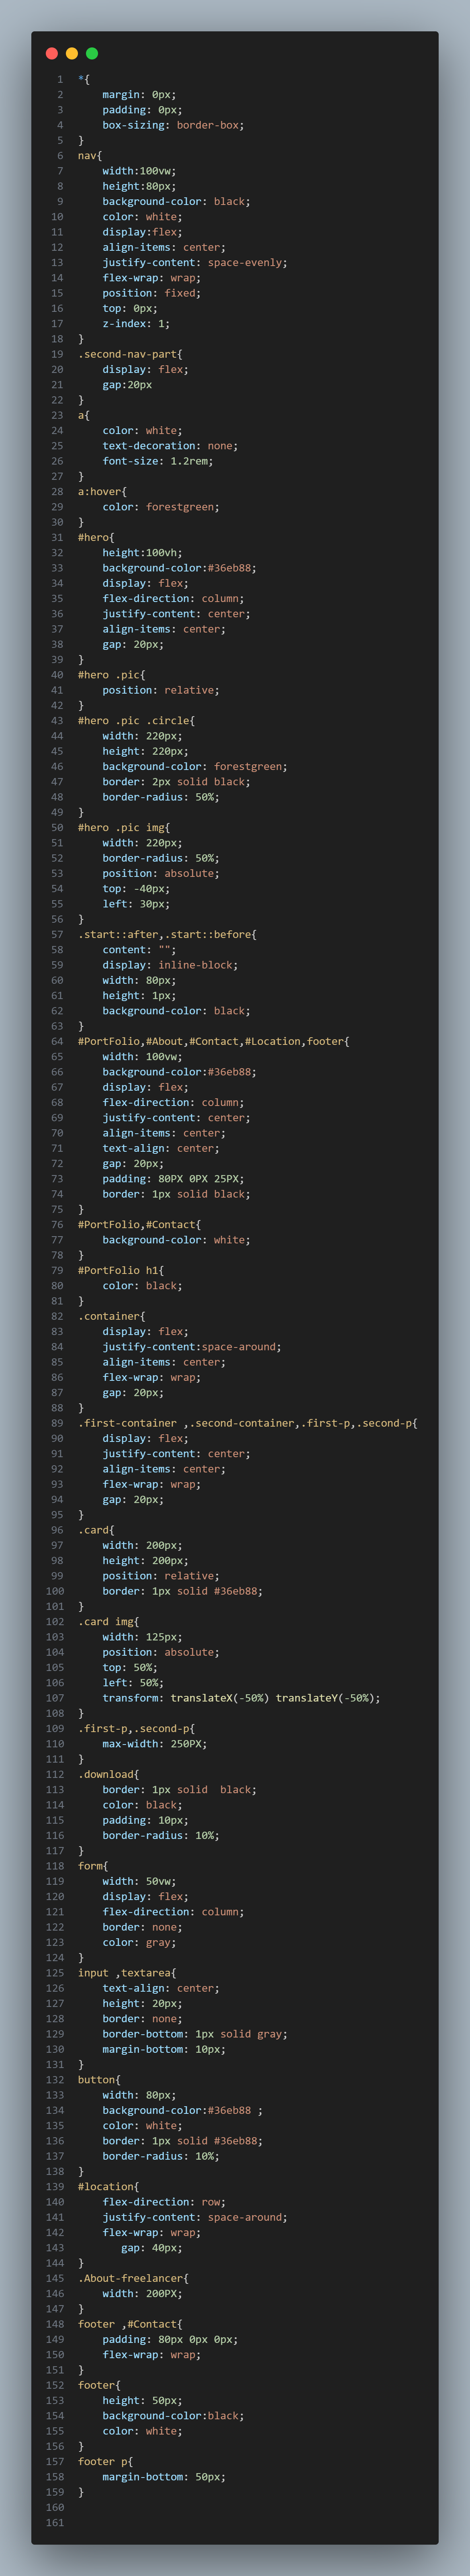 1 *{
2 margin: 0px;
3 padding: 0px;
4 box-sizing: border-box;
5 }
6 nav{
7 width:100vw;
8 height:80px;
9 background-color: black;
10 color: white;
11 display:flex;
12 align-items: center;
13 justify-content: space-evenly;
14 flex-wrap: wrap;
15 position: fixed;
16 top: 0px;
17 z-index: 1;
18 }
19 .second-nav-part{
20 display: flex;
21 gap:20px
22 }
23 a{
24 color: white;
25 text-decoration: none;
26 font-size: 1.2rem;
27 }
28 a:hover{
29 color: forestgreen;
30 }
31 #hero{
32 height:100vh;
33 background-color:#36eb88;
34 display: flex;
35 flex-direction: column;
36 justify-content: center;
37 align-items: center;
38 gap: 20px;
39 }
40 #hero .pic{
41 position: relative;
42 }
43 #hero .pic .circle{
44 width: 220px;
45 height: 220px;
46 background-color: forestgreen;
47 border: 2px solid black;
48 border-radius: 50%;
49 }
50 #hero .pic img{
51 width: 220px;
52 border-radius: 50%;
53 position: absolute;
54 top: -40px;
55 left: 30px;
56 }
57 .start::after,.start::before{
58 content: "";
59 display: inline-block;
60 width: 80px;
61 height: 1px;
62 background-color: black;
63 }
64 #PortFolio,#About,#Contact,#Location,footer{
65 width: 100vw;
66 background-color:#36eb88;
67 display: flex;
68 flex-direction: column;
69 justify-content: center;
70 align-items: center;
71 text-align: center;
72 gap: 20px;
73 padding: 80PX 0PX 25PX;
74 border: 1px solid black;
75 }
76 #PortFolio,#Contact{
77 background-color: white;
78 }
79 #PortFolio h1{
80 color: black;
81 }
82 .container{
83 display: flex;
84 justify-content:space-around;
85 align-items: center;
86 flex-wrap: wrap;
87 gap: 20px;
88 }
89 .first-container ,.second-container,.first-p,.second-p{
90 display: flex;
91 justify-content: center;
92 align-items: center;
93 flex-wrap: wrap;
94 gap: 20px;
95 }
96 .card{
97 width: 200px;
98 height: 200px;
99 position: relative;
100 border: 1px solid #36eb88;
101 }
102 .card img{
103 width: 125px;
104 position: absolute;
105 top: 50%;
106 left: 50%;
107 transform: translateX(-50%) translateY(-50%);
108 }
109 .first-p,.second-p{
110 max-width: 250PX;
111 }
112 .download{
113 border: 1px solid  black;
114 color: black;
115 padding: 10px;
116 border-radius: 10%;
117 }
118 form{
119 width: 50vw;
120 display: flex;
121 flex-direction: column;
122 border: none;
123 color: gray;
124 }
125 input ,textarea{
126 text-align: center;
127 height: 20px;
128 border: none;
129 border-bottom: 1px solid gray;
130 margin-bottom: 10px;
131 }
132 button{
133 width: 80px;
134 background-color:#36eb88 ;
135 color: white;
136 border: 1px solid #36eb88;
137 border-radius: 10%;
138 }
139 #location{
140 flex-direction: row;
141 justify-content: space-around;
142 flex-wrap: wrap;
143 gap: 40px;
144 }
145 .About-freelancer{
146 width: 200PX;
147 }
148 footer ,#Contact{
149 padding: 80px 0px 0px;
150 flex-wrap: wrap;
151 }
152 footer{
153 height: 50px;
154 background-color:black;
155 color: white;
156 }
157 footer p{
158 margin-bottom: 50px;
159 }
160
161